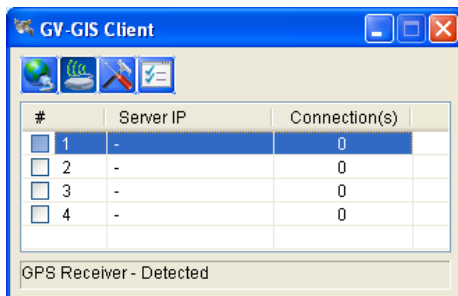 GV-GIS Client
# Server IP Connection(s)
1 - 0
2 - 0
3 - 0
4 - 0
GPS Receiver - Detected